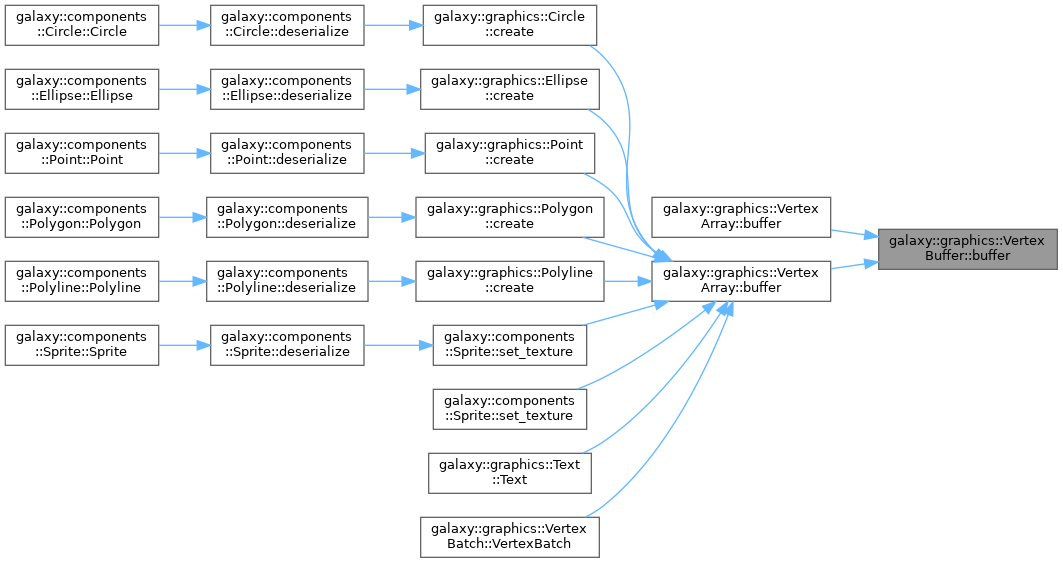 galaxy::components
::Circle::Circle
galaxy::components
::Circle::deserialize
galaxy::graphics::Circle
::create
galaxy::components
::Ellipse::Ellipse
galaxy::components
::Ellipse::deserialize
galaxy::graphics::Ellipse
::create
galaxy::components
::Point::Point
galaxy::components
::Point::deserialize
galaxy::graphics::Point
::create
galaxy::components
::Polygon::Polygon
galaxy::components
::Polygon::deserialize
galaxy::graphics::Polygon
::create
galaxy::graphics::Vertex
Array::buffer
galaxy::graphics::Vertex
Buffer::buffer
galaxy::components
::Polyline::Polyline
galaxy::components
::Polyline::deserialize
galaxy::graphics::Polyline
::create
galaxy::graphics::Vertex
Array::buffer
galaxy::components
::Sprite::Sprite
galaxy::components
::Sprite::deserialize
galaxy::components
::Sprite::set_texture
galaxy::components
::Sprite::set_texture
galaxy::graphics::Text
::Text
galaxy::graphics::Vertex
Batch::VertexBatch